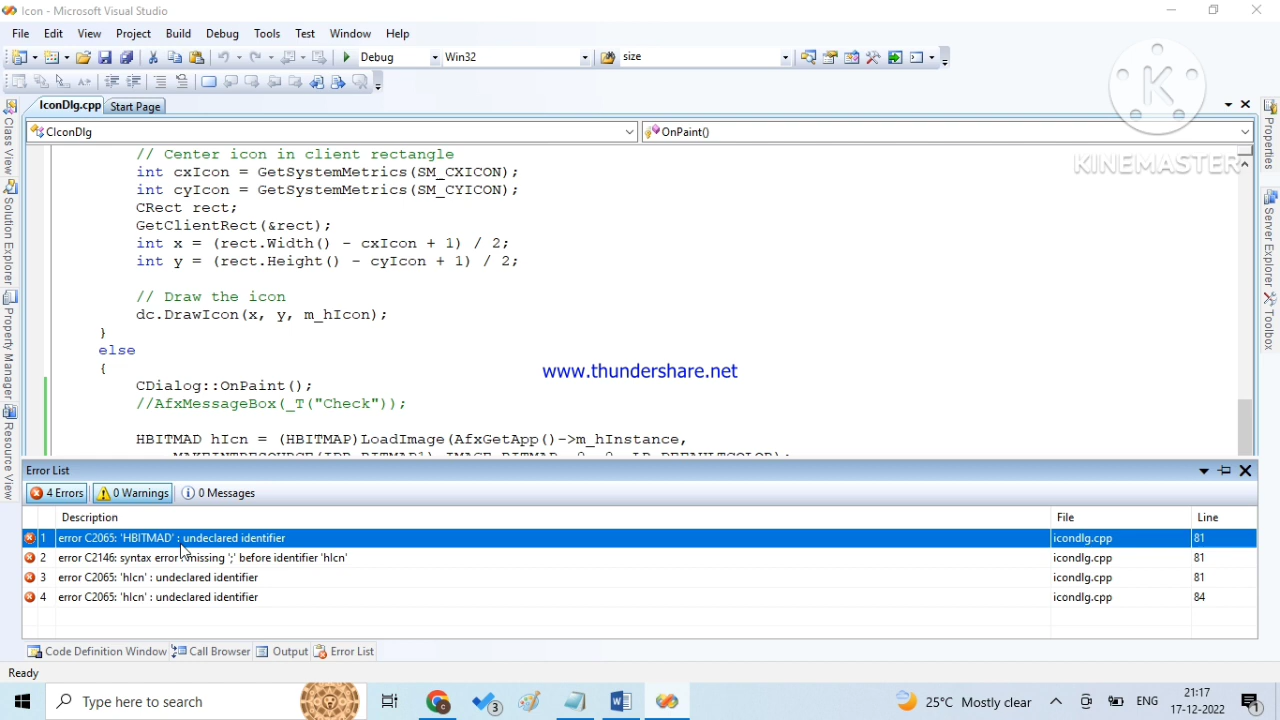 Icon - Microsoft Visual Studio
File Edit View Project Build Debug Tools Test Window Help
Debug Win32 size
IconDlg.cpp Start Page
CIconDlg OnPaint()
K
KINEMASTER
// Center icon in client rectangle
int cxIcon = GetSystemMetrics(SM_CXICON);
int cyIcon = GetSystemMetrics(SM_CYICON);
CRect rect;
GetClientRect(&rect);
int x = (rect.Width() - cxIcon + 1) / 2;
int y = (rect.Height() - cyIcon + 1) / 2;
// Draw the icon
dc.DrawIcon(x, y, m_hIcon);
}
else
{
www.thundershare.net
CDialog::OnPaint();
//AfxMessageBox(_T("Check"));
HBITMAD hIcn = (HBITMAP)LoadImage(AfxGetApp()->m_hInstance,
Class View
Solution Explorer
Property Manager
Resource View
Properties
Server Explorer
Toolbox
Error List
4 Errors 0 Warnings 0 Messages
Description File Line
1 error C2065: 'HBITMAD' : undeclared identifier icondlg.cpp 81
2 error C2146: syntax error : missing ';' before identifier 'hIcn' icondlg.cpp 81
3 error C2065: 'hIcn' : undeclared identifier icondlg.cpp 81
4 error C2065: 'hIcn' : undeclared identifier icondlg.cpp 84
Code Definition Window Call Browser Output Error List
Ready
Type here to search
3
25°C Mostly clear ENG
21:17
17-12-2022
1